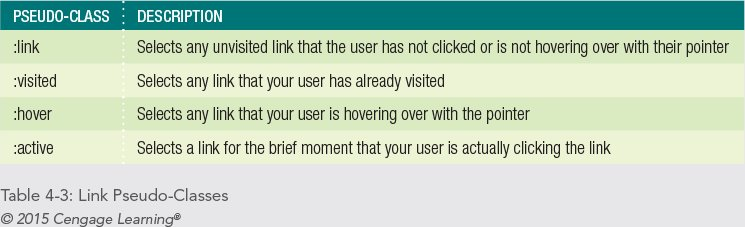 PSEUDO-CLASS DESCRIPTION
:link Selects any unvisited link that the user has not clicked or is not hovering over with their pointer
:visited Selects any link that your user has already visited
:hover Selects any link that your user is hovering over with the pointer
:active Selects a link for the brief moment that your user is actually clicking the link
Table 4-3: Link Pseudo-Classes
© 2015 Cengage Learning®